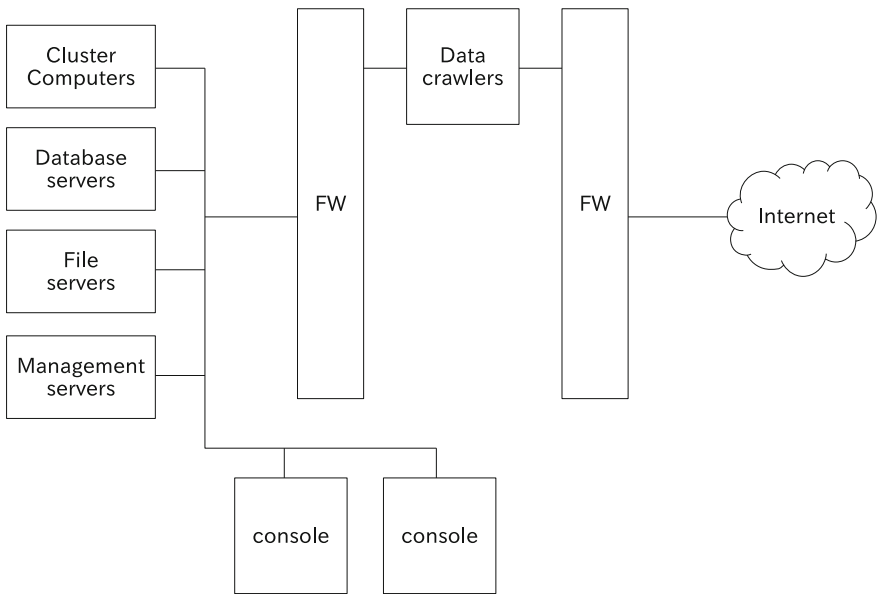 Cluster
Computers
Database
servers
File
servers
Management
servers
FW
Data
crawlers
FW
Internet
console
console